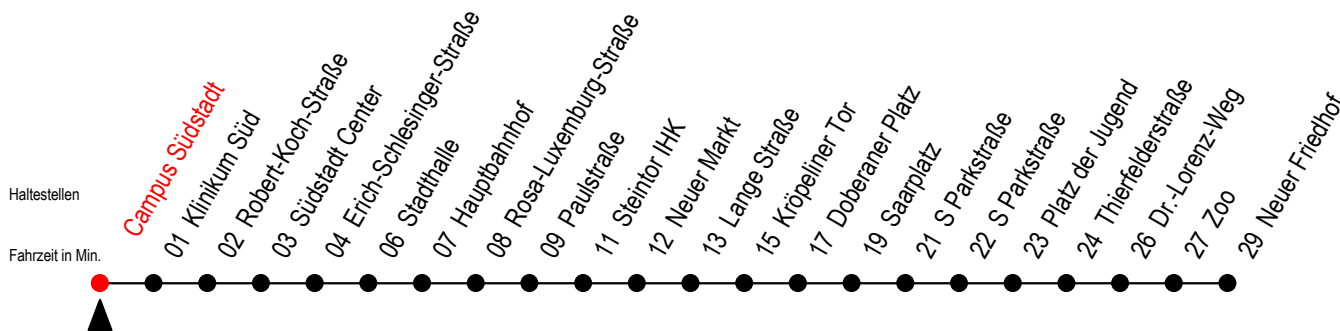 Haltestellen
Fahrzeit in Min.
Campus Südstadt
01 Klinikum Süd
02 Robert-Koch-Straße
03 Südstadt Center
04 Erich-Schlesinger-Straße
06 Stadthalle
07 Hauptbahnhof
08 Rosa-Luxemburg-Straße
09 Paulstraße
11 Steintor IHK
12 Neuer Markt
13 Lange Straße
15 Kröpeliner Tor
17 Doberaner Platz
19 Saarplatz
21 S Parkstraße
22 S Parkstraße
23 Platz der Jugend
24 Thierfelderstraße
26 Dr.-Lorenz-Weg
27 Zoo
29 Neuer Friedhof